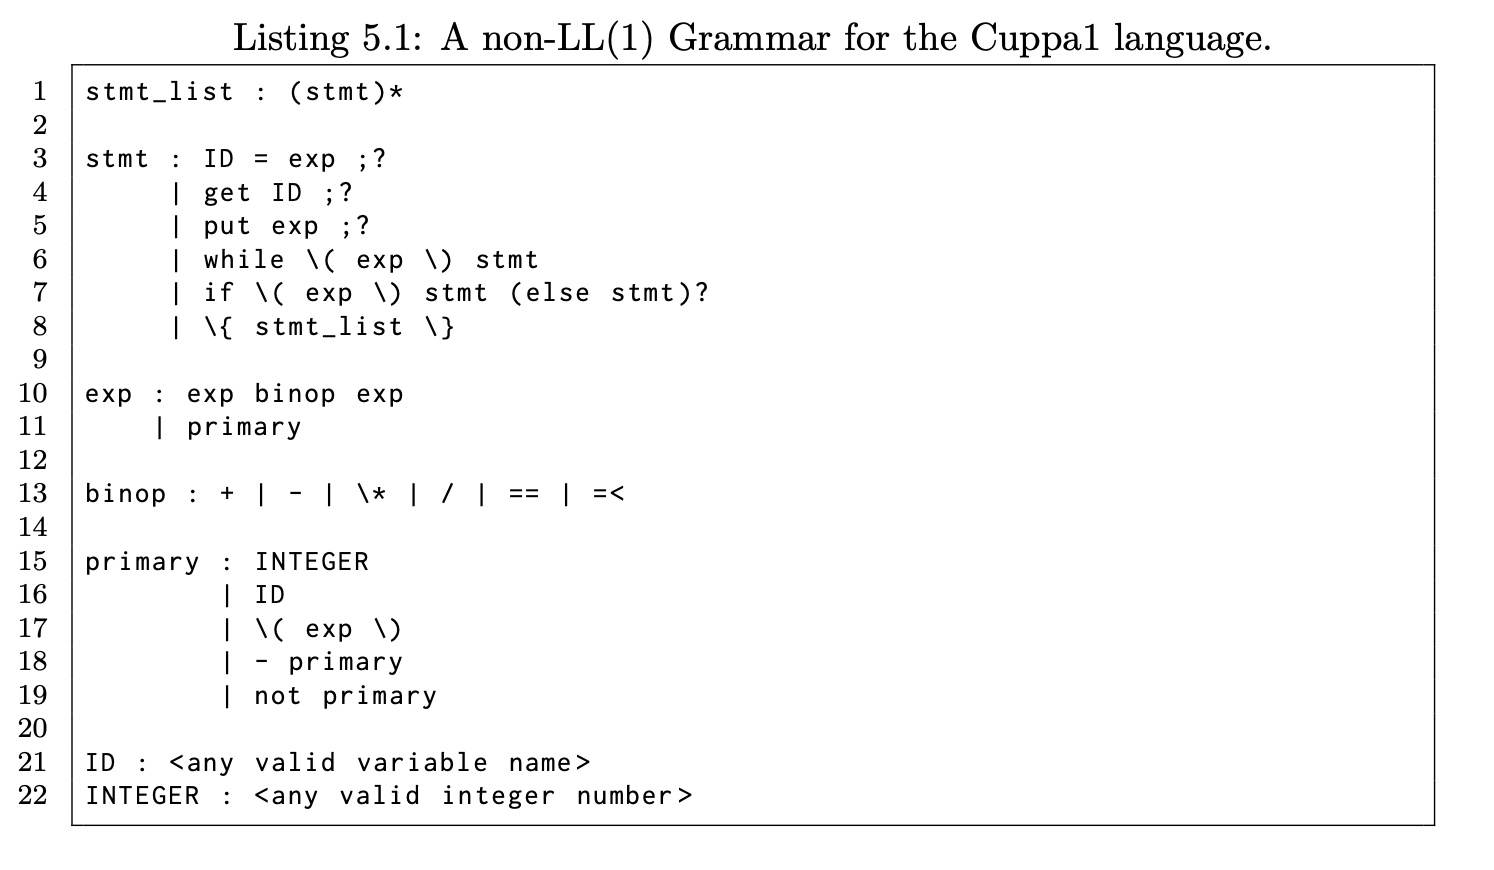 Listing 5.1: A non-LL(1) Grammar for the Cuppa1 language.
1 stmt_list : (stmt)*
2
3 stmt : ID = exp ;?
4 | get ID ;?
5 | put exp ;?
6 | while \( exp \) stmt
7 | if \( exp \) stmt (else stmt)?
8 | \{ stmt_list \}
9
10 exp : exp binop exp
11 | primary
12
13 binop : + | - | \* | / | == | =<
14
15 primary : INTEGER
16 | ID
17 | \( exp \)
18 | - primary
19 | not primary
20
21 ID : <any valid variable name>
22 INTEGER : <any valid integer number>